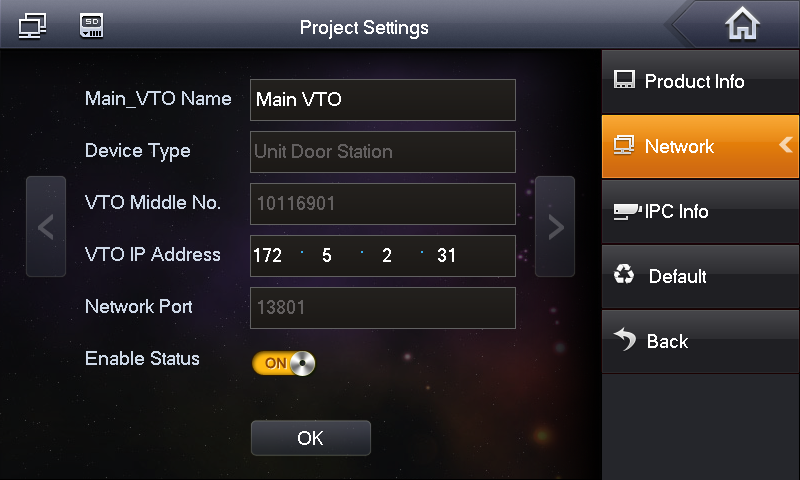 SD
Project Settings
Main_VTO Name
Main VTO
Device Type
Unit Door Station
VTO Middle No.
10116901
VTO IP Address
172 . 5 . 2 . 31
Network Port
13801
Enable Status
ON
OK
Product Info
Network
IPC Info
Default
Back